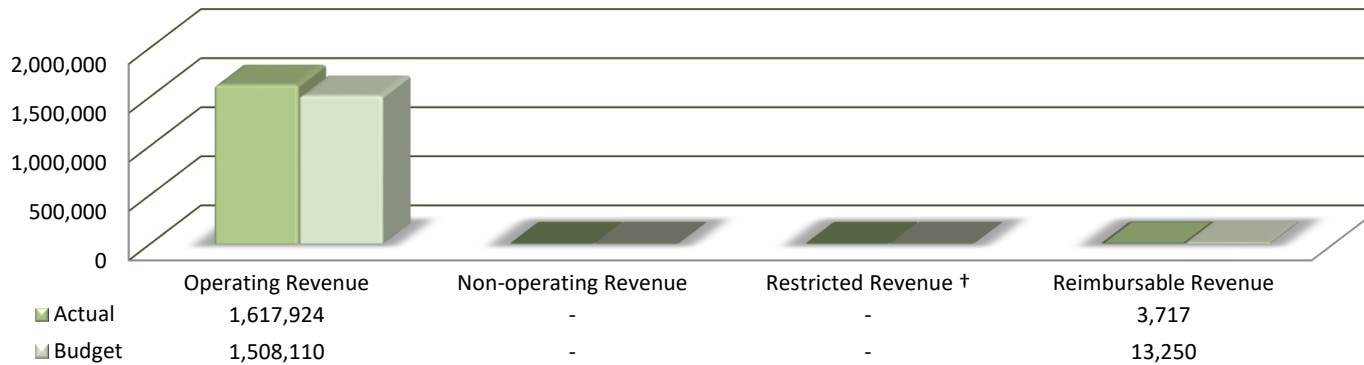 2,000,000
1,500,000
1,000,000
500,000
0
Operating Revenue Non-operating Revenue Restricted Revenue † Reimbursable Revenue
Actual 1,617,924 - - 3,717
Budget 1,508,110 - - 13,250